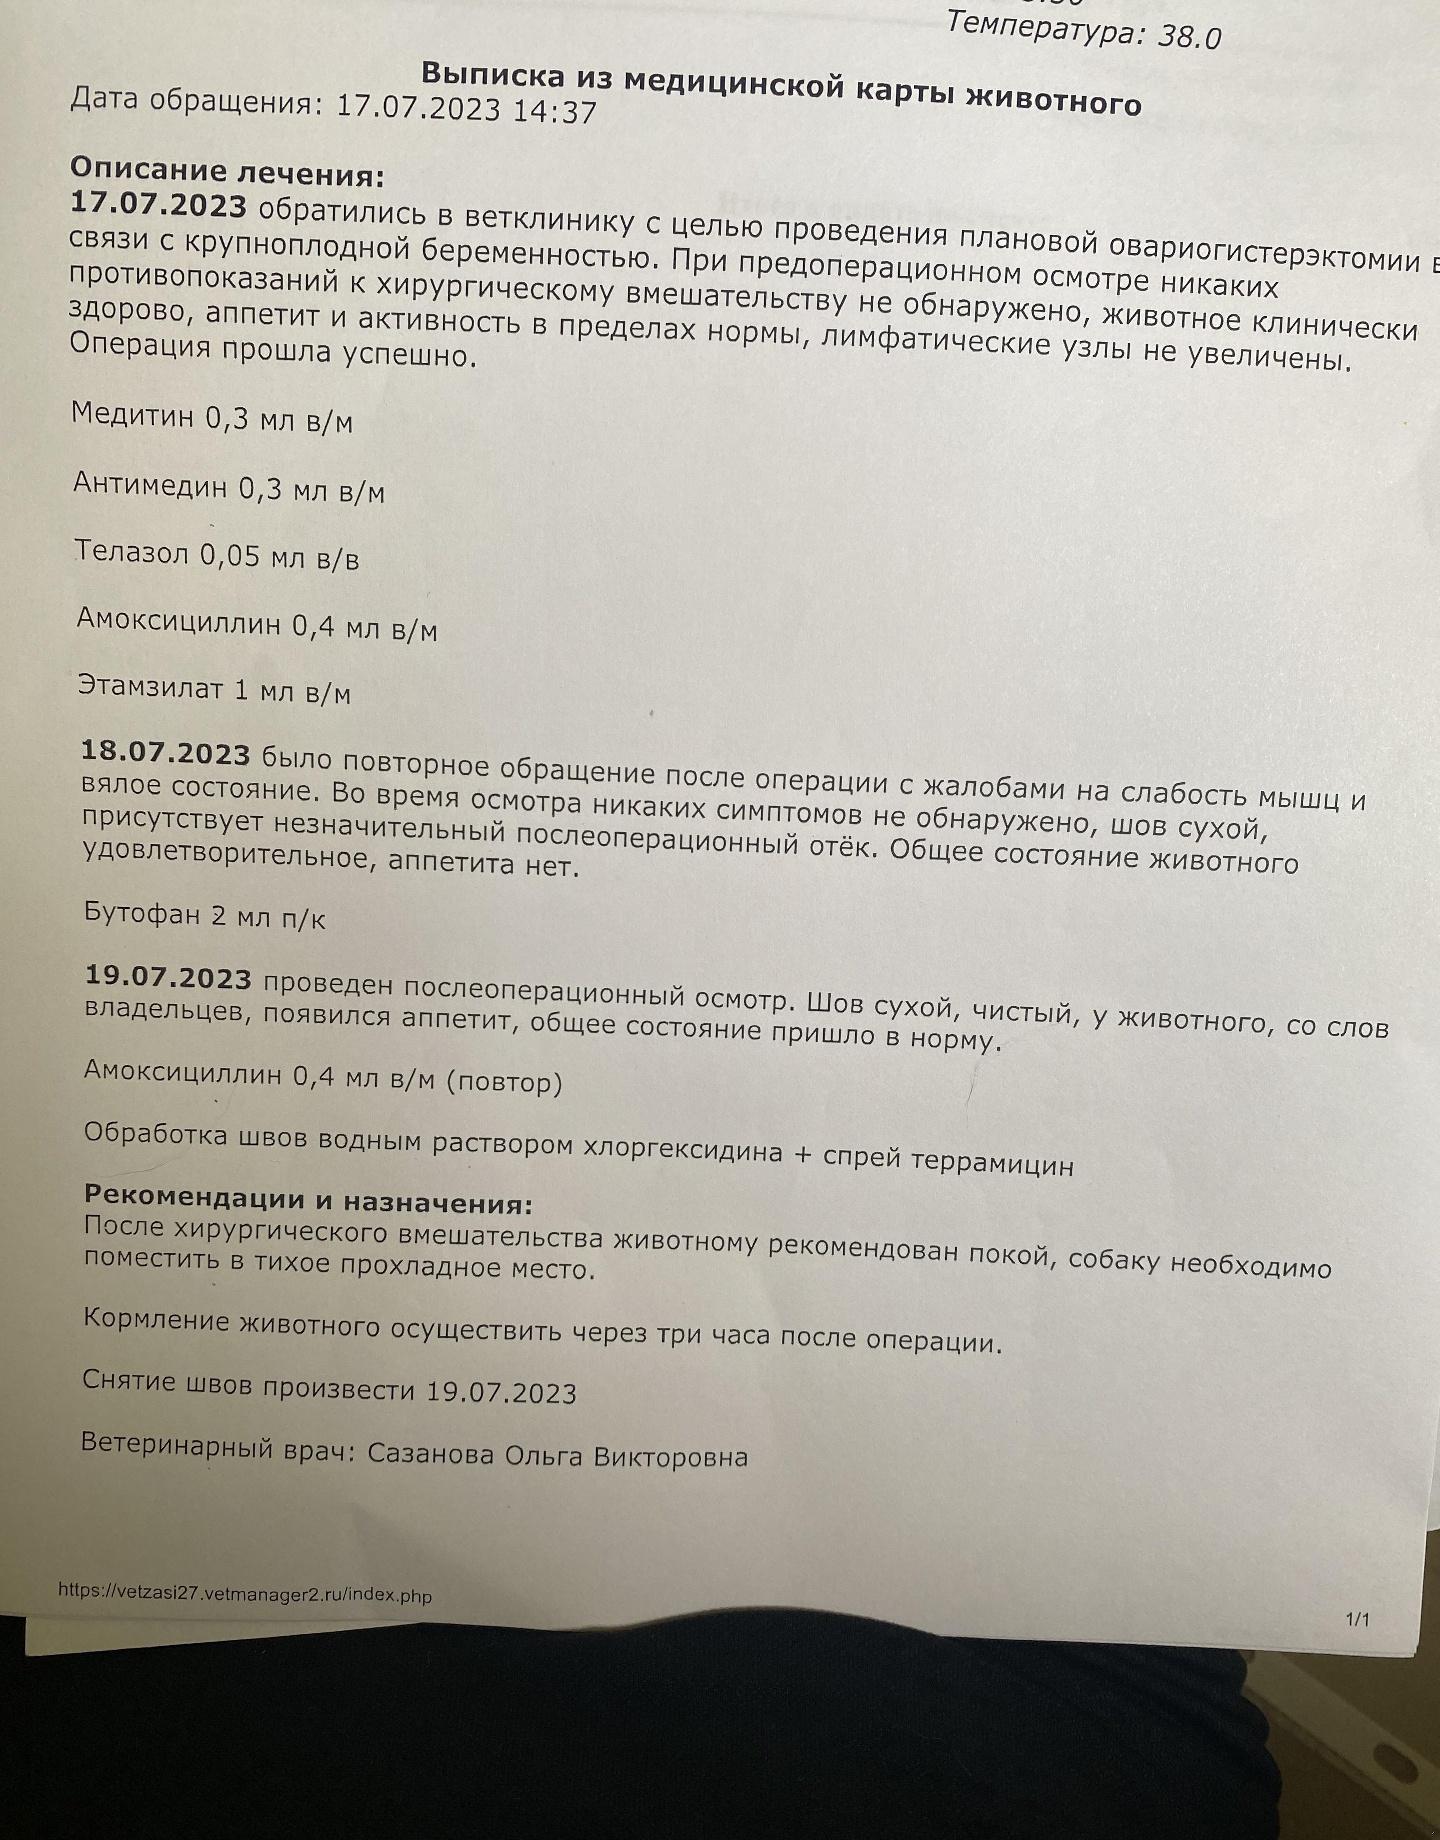 Температура: 38.0
Выписка из медицинской карты животного
Дата обращения: 17.07.2023 14:37
Описание лечения:
17.07.2023 обратились в ветклинику с целью проведения плановой овариогистерэктомии в
связи с крупноплодной беременностью. При предоперационном осмотре никаких
противопоказаний к хирургическому вмешательству не обнаружено, животное клинически
здорово, аппетит и активность в пределах нормы, лимфатические узлы не увеличены.
Операция прошла успешно.
Медитин 0,3 мл в/м
Антимедин 0,3 мл в/м
Телазол 0,05 мл в/в
Амоксициллин 0,4 мл в/м
Этамзилат 1 мл в/м
18.07.2023 было повторное обращение после операции с жалобами на слабость мышц и
вялое состояние. Во время осмотра никаких симптомов не обнаружено, шов сухой,
присутствует незначительный послеоперационный отёк. Общее состояние животного
удовлетворительное, аппетита нет.
Бутофан 2 мл п/к
19.07.2023 проведен послеоперационный осмотр. Шов сухой, чистый, у животного, со слов
владельцев, появился аппетит, общее состояние пришло в норму.
Амоксициллин 0,4 мл в/м (повтор)
Обработка швов водным раствором хлоргексидина + спрей террамицин
Рекомендации и назначения:
После хирургического вмешательства животному рекомендован покой, собаку необходимо
поместить в тихое прохладное место.
Кормление животного осуществить через три часа после операции.
Снятие швов произвести 19.07.2023
Ветеринарный врач: Сазанова Ольга Викторовна
https://vetzasi27.vetmanager2.ru/index.php
1/1